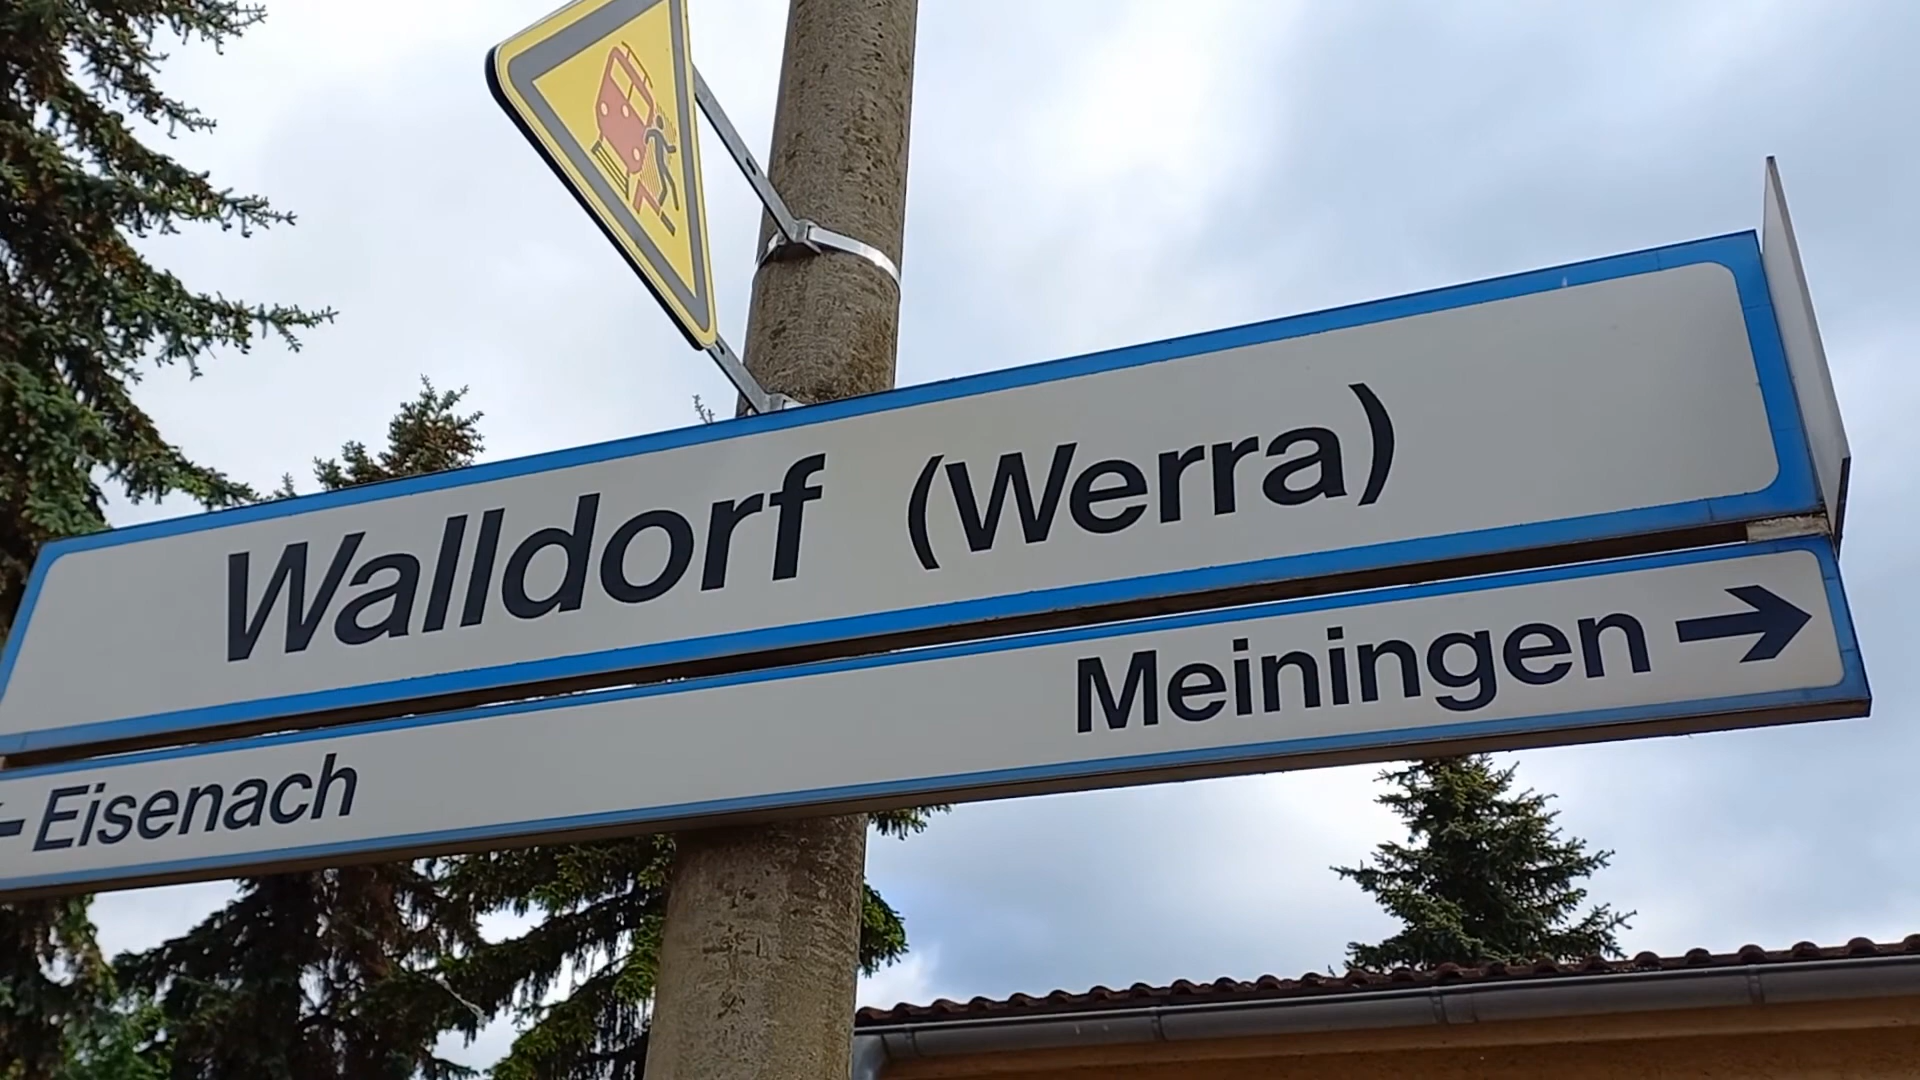 Walldorf (Werra)
← Eisenach
Meiningen →